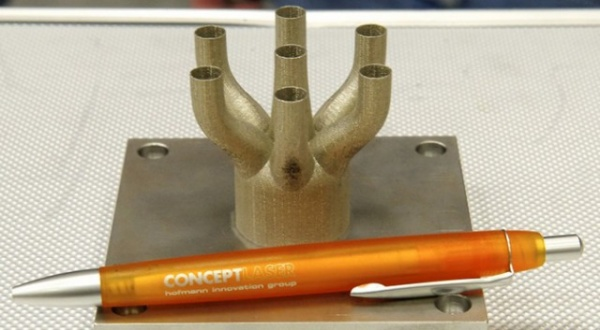 CONCEPTLASER
hofmann innovation group